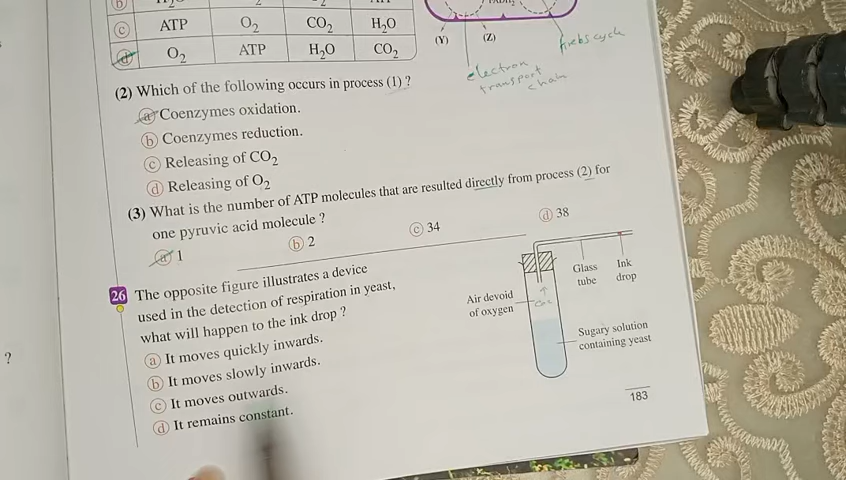 ⓑ
ⓒ ATP O₂ CO₂ H₂O
ⓓ O₂ ATP H₂O CO₂
(Y) (Z)
krebs cycle
electron
transport
chain
(2) Which of the following occurs in process (1) ?
ⓐ Coenzymes oxidation.
ⓑ Coenzymes reduction.
ⓒ Releasing of CO₂
ⓓ Releasing of O₂
(3) What is the number of ATP molecules that are resulted directly from process (2) for
one pyruvic acid molecule ?
ⓐ 1 ⓑ 2 ⓒ 34 ⓓ 38
26 The opposite figure illustrates a device
used in the detection of respiration in yeast,
what will happen to the ink drop ?
ⓐ It moves quickly inwards.
ⓑ It moves slowly inwards.
ⓒ It moves outwards.
ⓓ It remains constant.
Glass
tube
Ink
drop
Air devoid
of oxygen
CO₂
Sugary solution
containing yeast
183
?